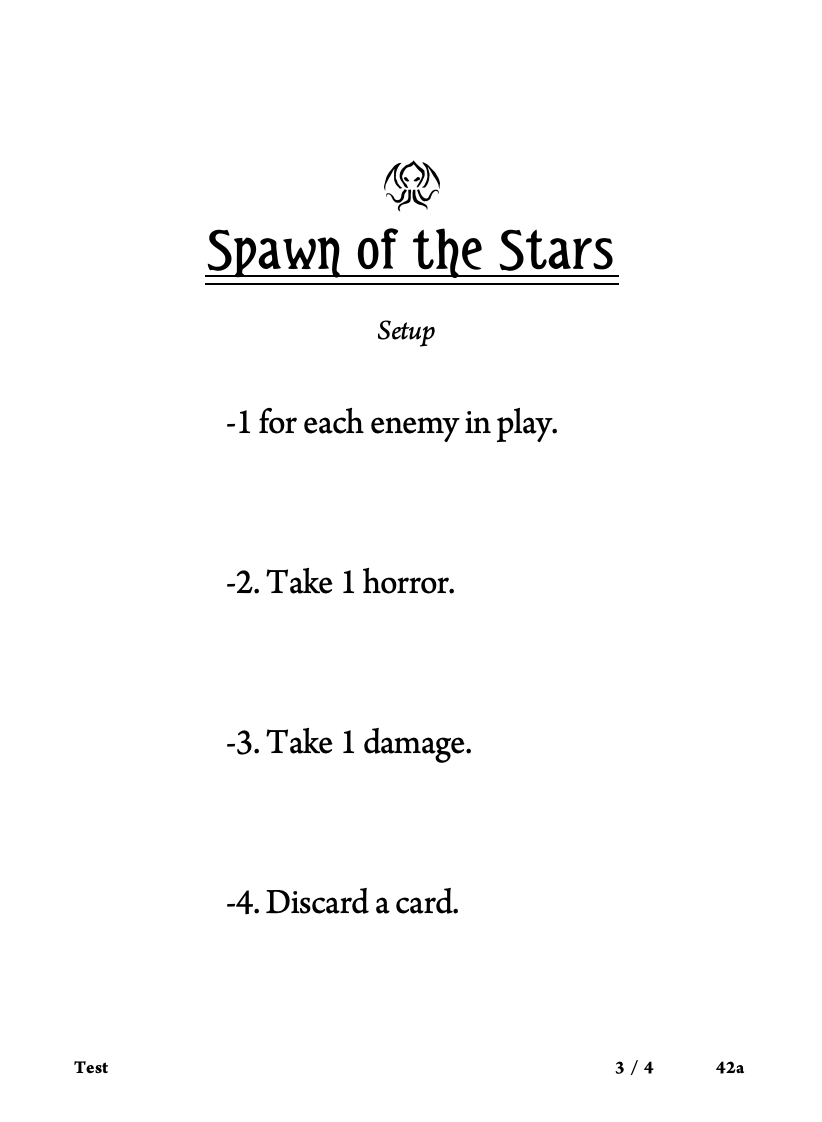 Spawn of the Stars
Setup
-1 for each enemy in play.
-2. Take 1 horror.
-3. Take 1 damage.
-4. Discard a card.
Test 3 / 4 42a